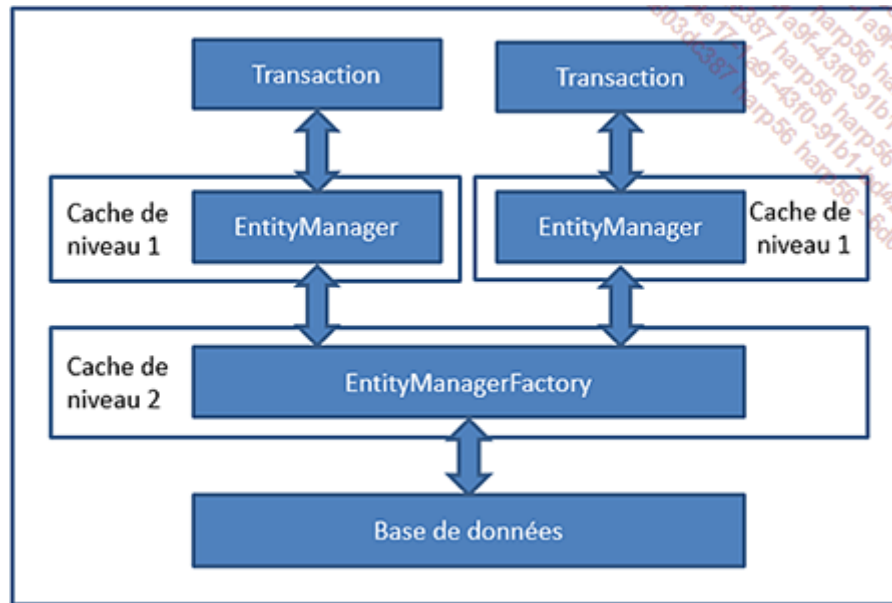 Transaction
Transaction
Cache de
niveau 1
EntityManager
EntityManager
Cache de
niveau 1
Cache de
niveau 2
EntityManagerFactory
Base de données
harp56